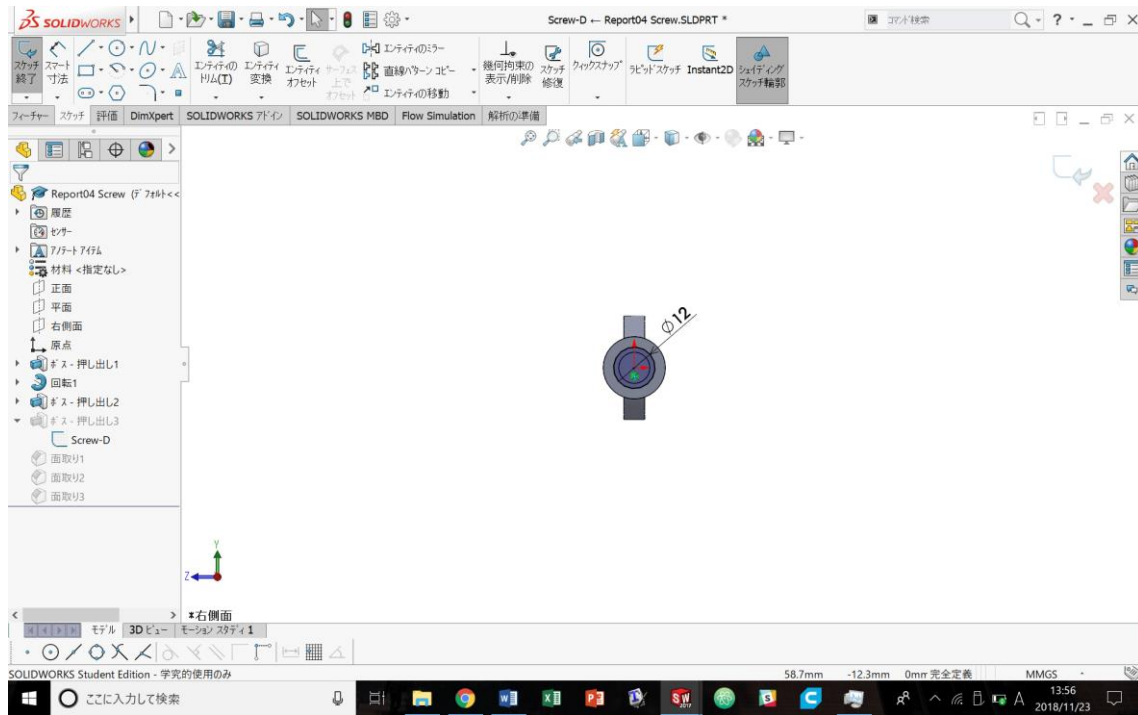 SOLIDWORKS
Screw-D ← Report04 Screw.SLDPRT *
コマンド検索
スケッチ終了
スマート寸法
エンティティのトリム(T)
エンティティ変換
エンティティオフセット
サーフェス上でオフセット
エンティティのミラー
直線パターン コピー
エンティティの移動
幾何拘束の表示/削除
スケッチ修復
クイックスナップ
ラピッドスケッチ
Instant2D
シェイディングスケッチ輪郭
フィーチャー スケッチ 評価 DimXpert SOLIDWORKS アドイン SOLIDWORKS MBD Flow Simulation 解析の準備
Report04 Screw (デフォルト<<
履歴
センサー
アノテート アイテム
材料 <指定なし>
正面
平面
右側面
原点
ボス - 押し出し1
回転1
ボス - 押し出し2
ボス - 押し出し3
Screw-D
面取り1
面取り2
面取り3
Φ12
Y
Z
*右側面
モデル 3D ビュー モーション スタディ 1
SOLIDWORKS Student Edition - 学究的使用のみ
58.7mm -12.3mm 0mm 完全定義 MMGS
ここに入力して検索
A
13:56
2018/11/23